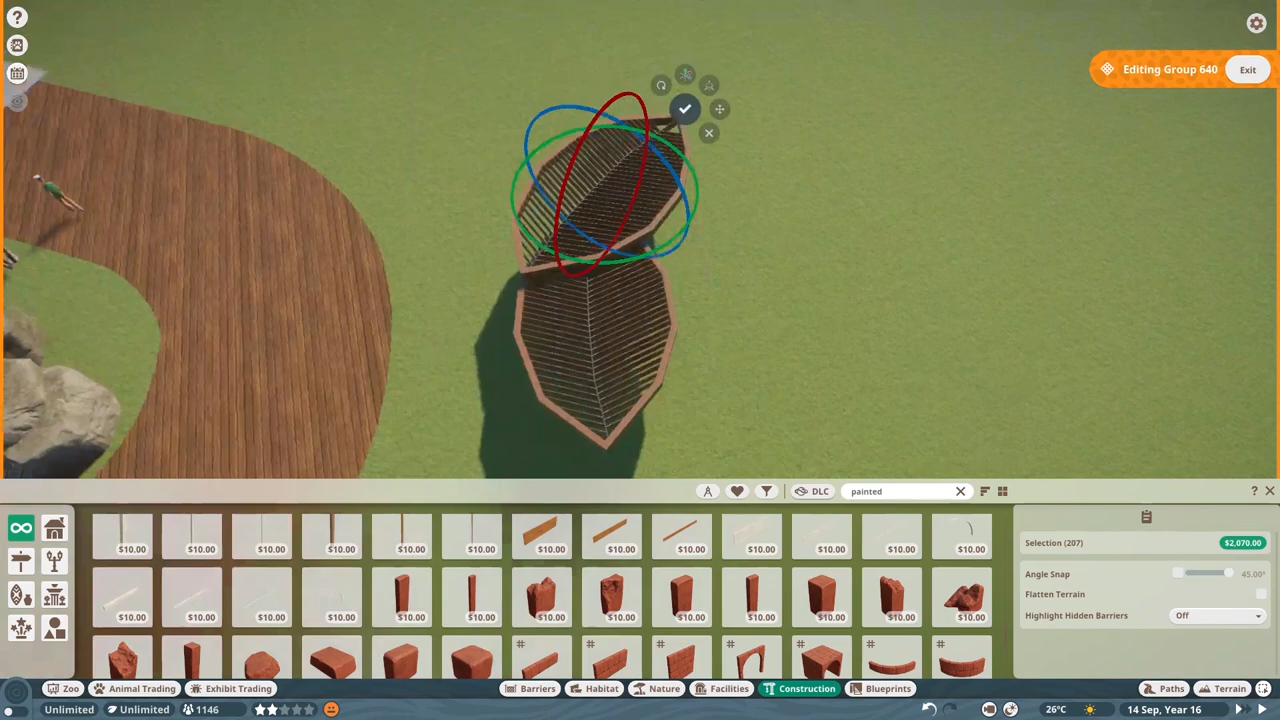 ?
Editing Group 640
Exit
DLC
painted
?
$10.00 $10.00 $10.00 $10.00 $10.00 $10.00 $10.00 $10.00 $10.00 $10.00 $10.00 $10.00 $10.00
$10.00 $10.00 $10.00 $10.00 $10.00 $10.00 $10.00 $10.00 $10.00 $10.00 $10.00 $10.00 $10.00
Selection (207)
$2,070.00
Angle Snap
45.00°
Flatten Terrain
Highlight Hidden Barriers
Off
Zoo
Animal Trading
Exhibit Trading
Barriers
Habitat
Nature
Facilities
Construction
Blueprints
Paths
Terrain
Unlimited
Unlimited
1146
26°C
14 Sep, Year 16